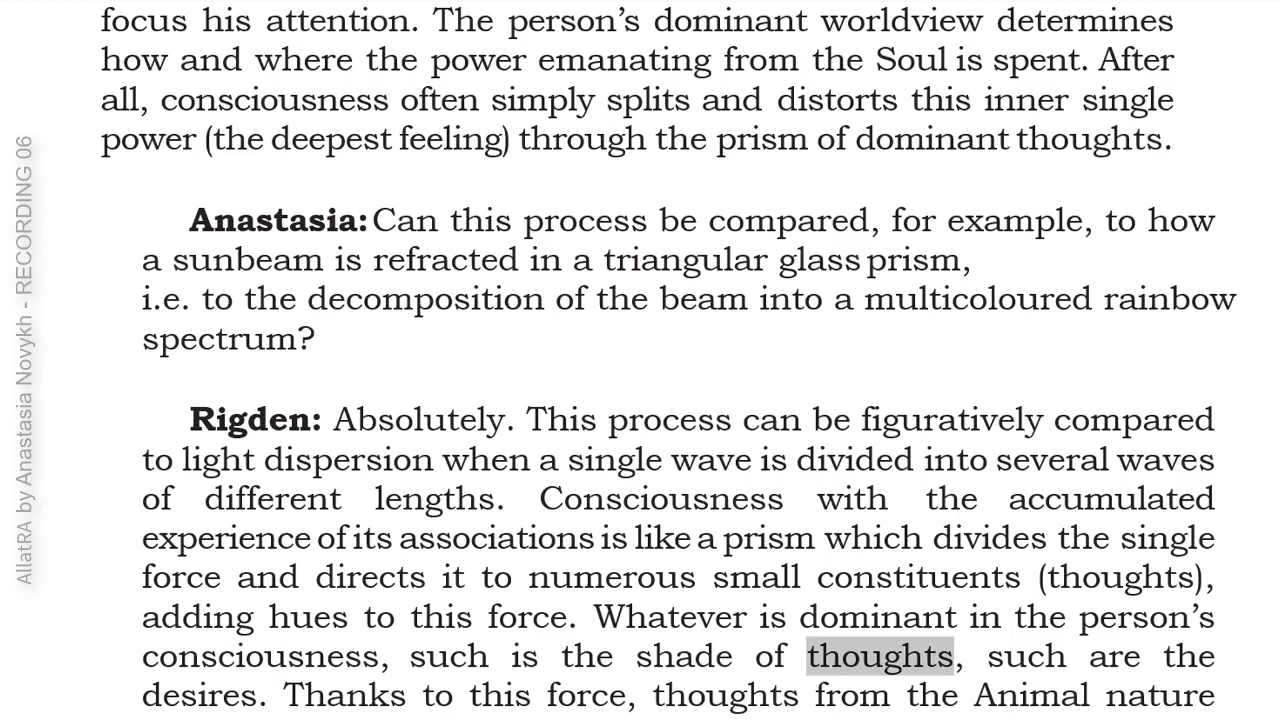 focus his attention. The person’s dominant worldview determines
how and where the power emanating from the Soul is spent. After
all, consciousness often simply splits and distorts this inner single
power (the deepest feeling) through the prism of dominant thoughts.
Anastasia: Can this process be compared, for example, to how
a sunbeam is refracted in a triangular glass prism,
i.e. to the decomposition of the beam into a multicoloured rainbow
spectrum?
Rigden: Absolutely. This process can be figuratively compared
to light dispersion when a single wave is divided into several waves
of different lengths. Consciousness with the accumulated
experience of its associations is like a prism which divides the single
force and directs it to numerous small constituents (thoughts),
adding hues to this force. Whatever is dominant in the person’s
consciousness, such is the shade of thoughts, such are the
desires. Thanks to this force, thoughts from the Animal nature
AllatRA by Anastasia Novykh - RECORDING 06